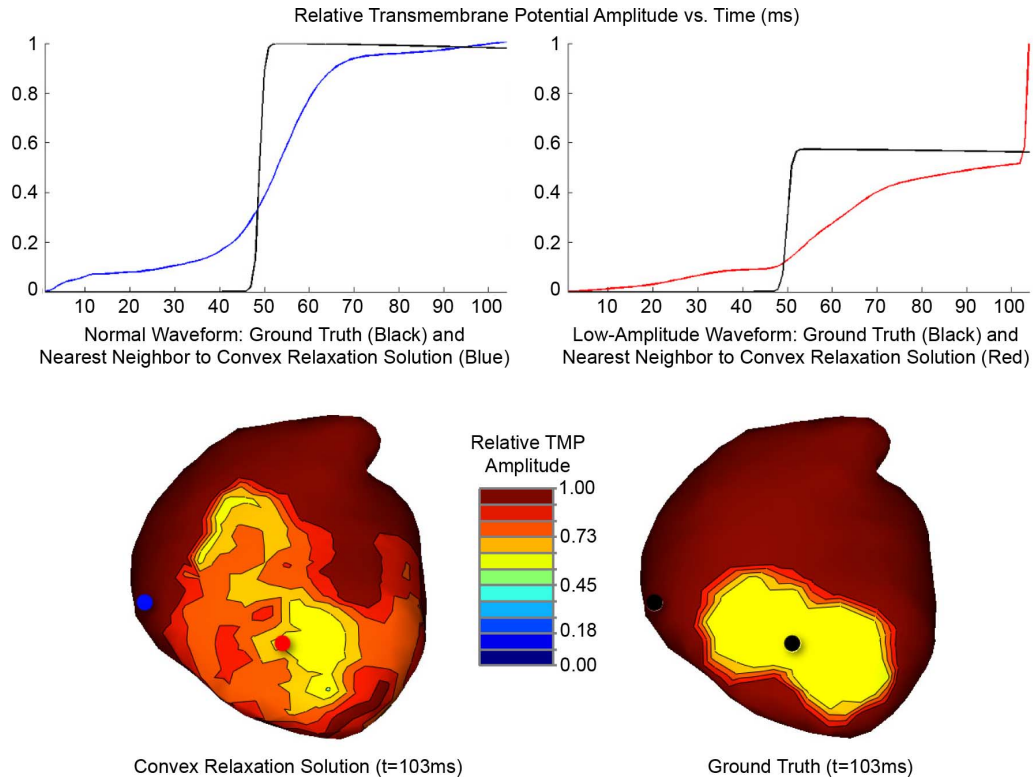 Relative Transmembrane Potential Amplitude vs. Time (ms)
1
0.8
0.6
0.4
0.2
0
10 20 30 40 50 60 70 80 90 100
Normal Waveform: Ground Truth (Black) and
Nearest Neighbor to Convex Relaxation Solution (Blue)
1
0.8
0.6
0.4
0.2
0
10 20 30 40 50 60 70 80 90 100
Low-Amplitude Waveform: Ground Truth (Black) and
Nearest Neighbor to Convex Relaxation Solution (Red)
Relative TMP
Amplitude
1.00
0.73
0.45
0.18
0.00
Convex Relaxation Solution (t=103ms)
Ground Truth (t=103ms)